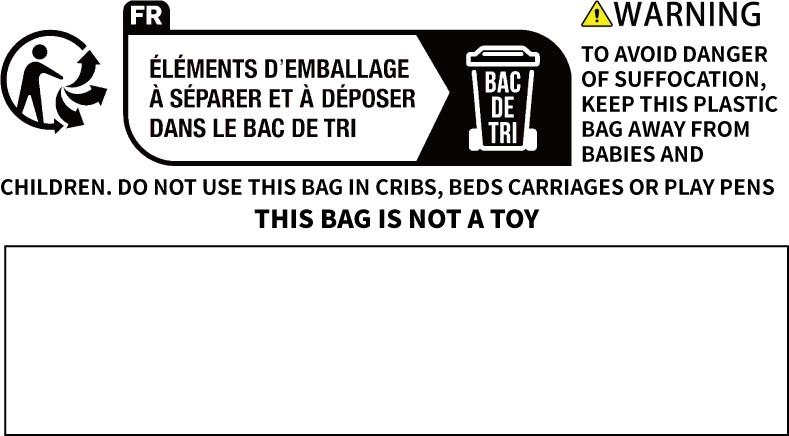 FR
ÉLÉMENTS D'EMBALLAGE
À SÉPARER ET À DÉPOSER
DANS LE BAC DE TRI
BAC
DE
TRI
WARNING
TO AVOID DANGER
OF SUFFOCATION,
KEEP THIS PLASTIC
BAG AWAY FROM
BABIES AND
CHILDREN. DO NOT USE THIS BAG IN CRIBS, BEDS CARRIAGES OR PLAY PENS
THIS BAG IS NOT A TOY